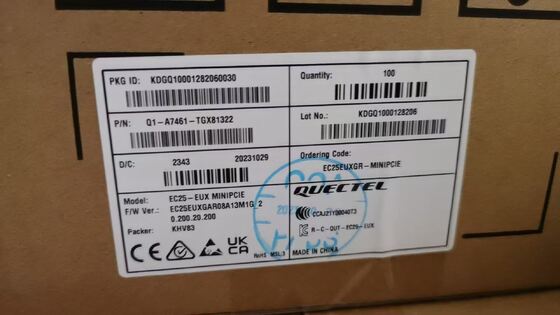 PKG ID: KDGQ10001282060030
Quantity: 100
P/N: Q1-A7461-TGX81322
Lot No.: KDGQ1000128206
D/C: 2343 20231029
Ordering Code:
EC25EUXGR-MINIPCIE
Model: EC25-EUX MINIPCIE
F/W Ver.: EC25EUXGAR08A13M1G_2
0.200.20.200
Packer: KHV83
QUECTEL
CCAJ21Y00040T3
R-C-QUT-EC25-EUX
CE
UK
CA
RoHS MSL:3
MADE IN CHINA